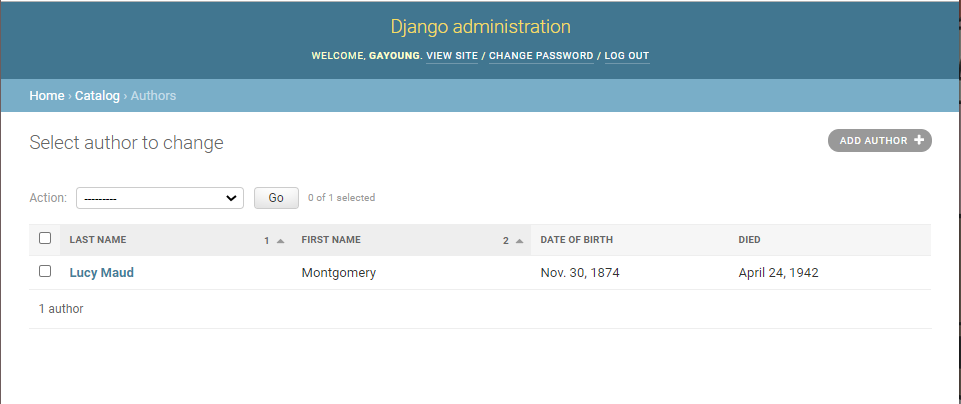 Django administration
WELCOME, GAYOUNG. VIEW SITE / CHANGE PASSWORD / LOG OUT
Home › Catalog › Authors
Select author to change
ADD AUTHOR +
Action: --------- Go 0 of 1 selected
LAST NAME 1 FIRST NAME 2 DATE OF BIRTH DIED
Lucy Maud Montgomery Nov. 30, 1874 April 24, 1942
1 author